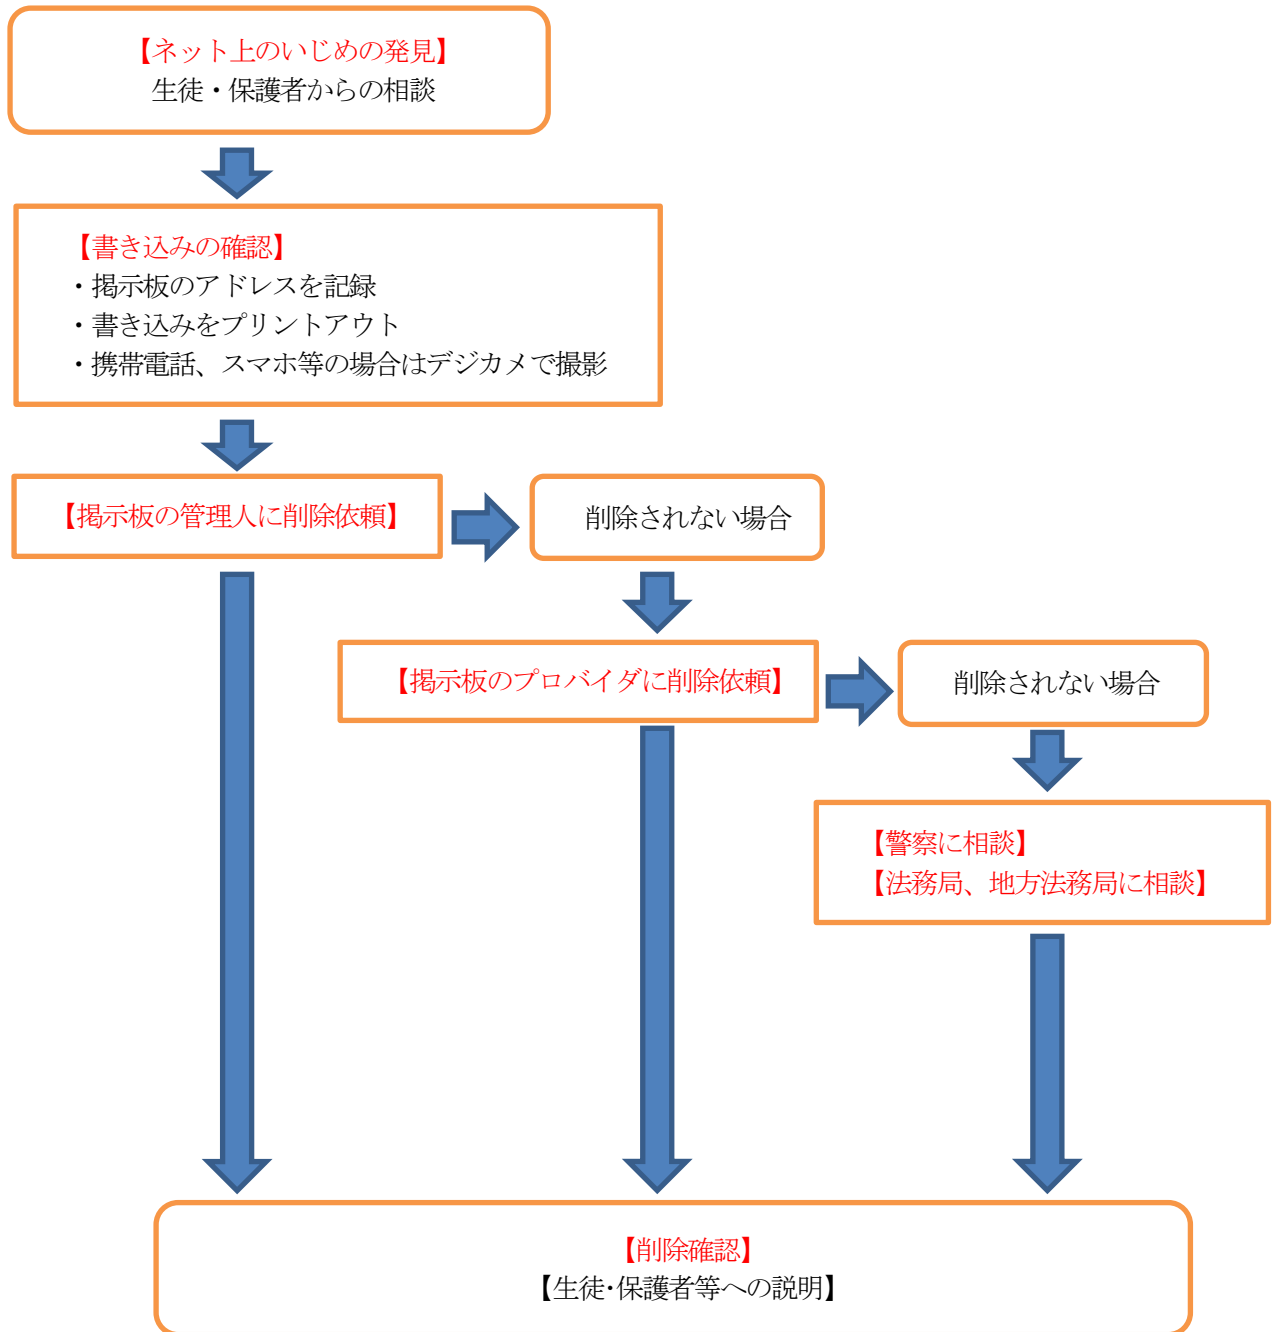 【ネット上のいじめの発見】
生徒・保護者からの相談
【書き込みの確認】
・掲示板のアドレスを記録
・書き込みをプリントアウト
・携帯電話、スマホ等の場合はデジカメで撮影
【掲示板の管理人に削除依頼】
削除されない場合
【掲示板のプロバイダに削除依頼】
削除されない場合
【警察に相談】
【法務局、地方法務局に相談】
【削除確認】
【生徒・保護者等への説明】